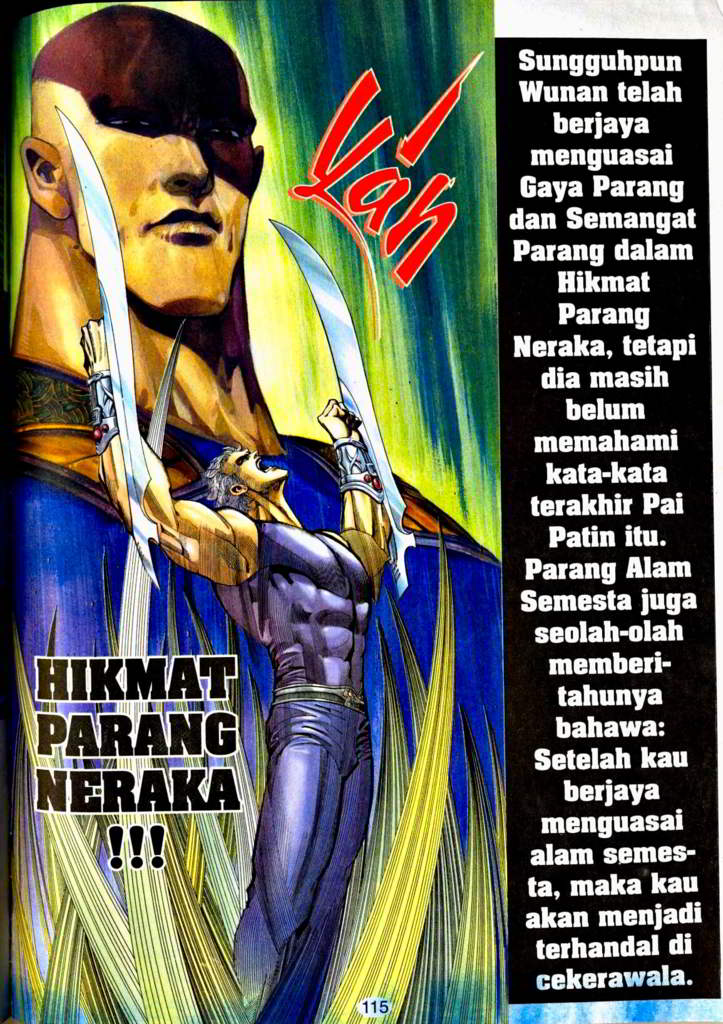 Yah
HIKMAT
PARANG
NERAKA
!!!
115
Sungguhpun
Wunan telah
berjaya
menguasai
Gaya Parang
dan Semangat
Parang dalam
Hikmat
Parang
Neraka, tetapi
dia masih
belum
memahami
kata-kata
terakhir Pai
Patin itu.
Parang Alam
Semesta juga
seolah-olah
memberi-
tahunya
bahawa:
Setelah kau
berjaya
menguasai
alam semes-
ta, maka kau
akan menjadi
terhandal di
cekerawala.